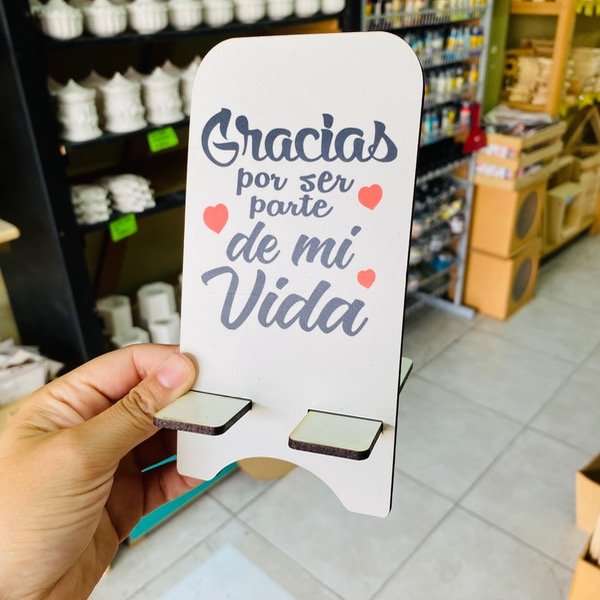 Gracias
por ser
parte
de mi
Vida